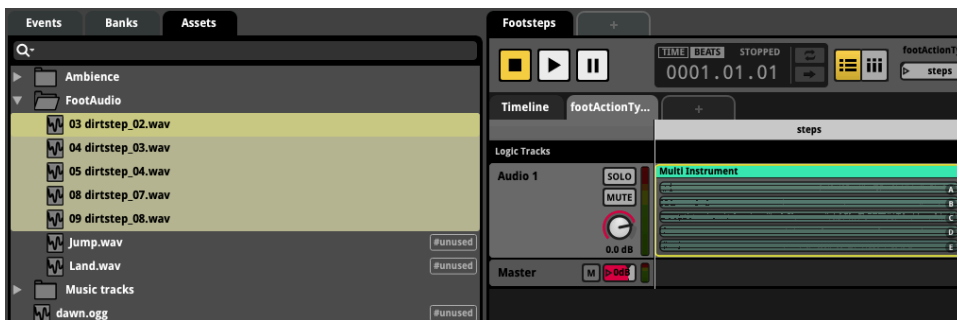 Events Banks Assets
Ambience
FootAudio
03 dirtstep_02.wav
04 dirtstep_03.wav
05 dirtstep_04.wav
08 dirtstep_07.wav
09 dirtstep_08.wav
Jump.wav #unused
Land.wav #unused
Music tracks
dawn.ogg #unused
Footsteps +
TIME BEATS STOPPED
0001.01.01
footActionTy
steps
Timeline footActionTy... +
steps
Logic Tracks
Audio 1 SOLO
MUTE
0.0 dB
Multi Instrument
A
B
C
D
E
Master M 0dB